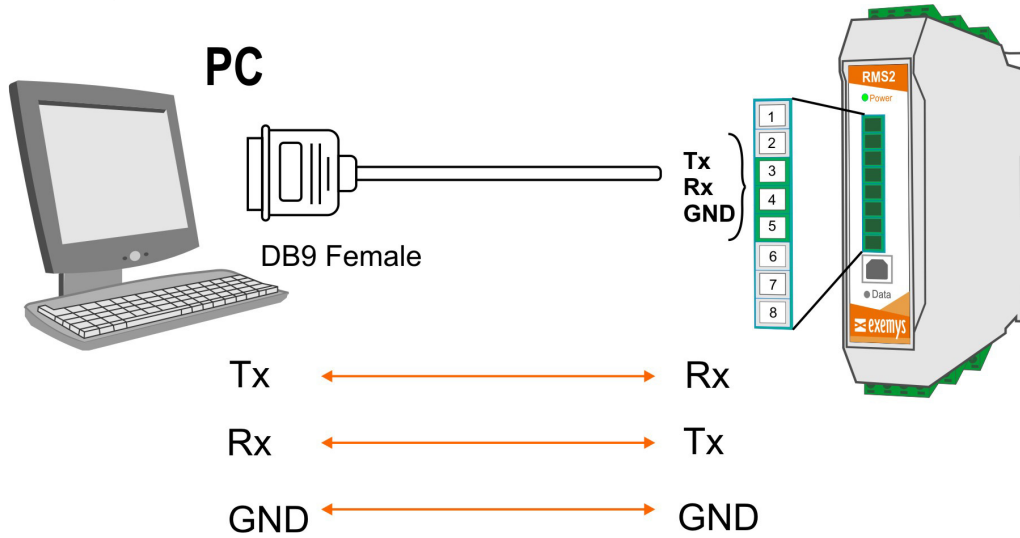 PC
DB9 Female
Tx
Rx
GND
1
2
3
4
5
6
7
8
RMS2
Power
Data
exemys
Tx Rx
Rx Tx
GND GND